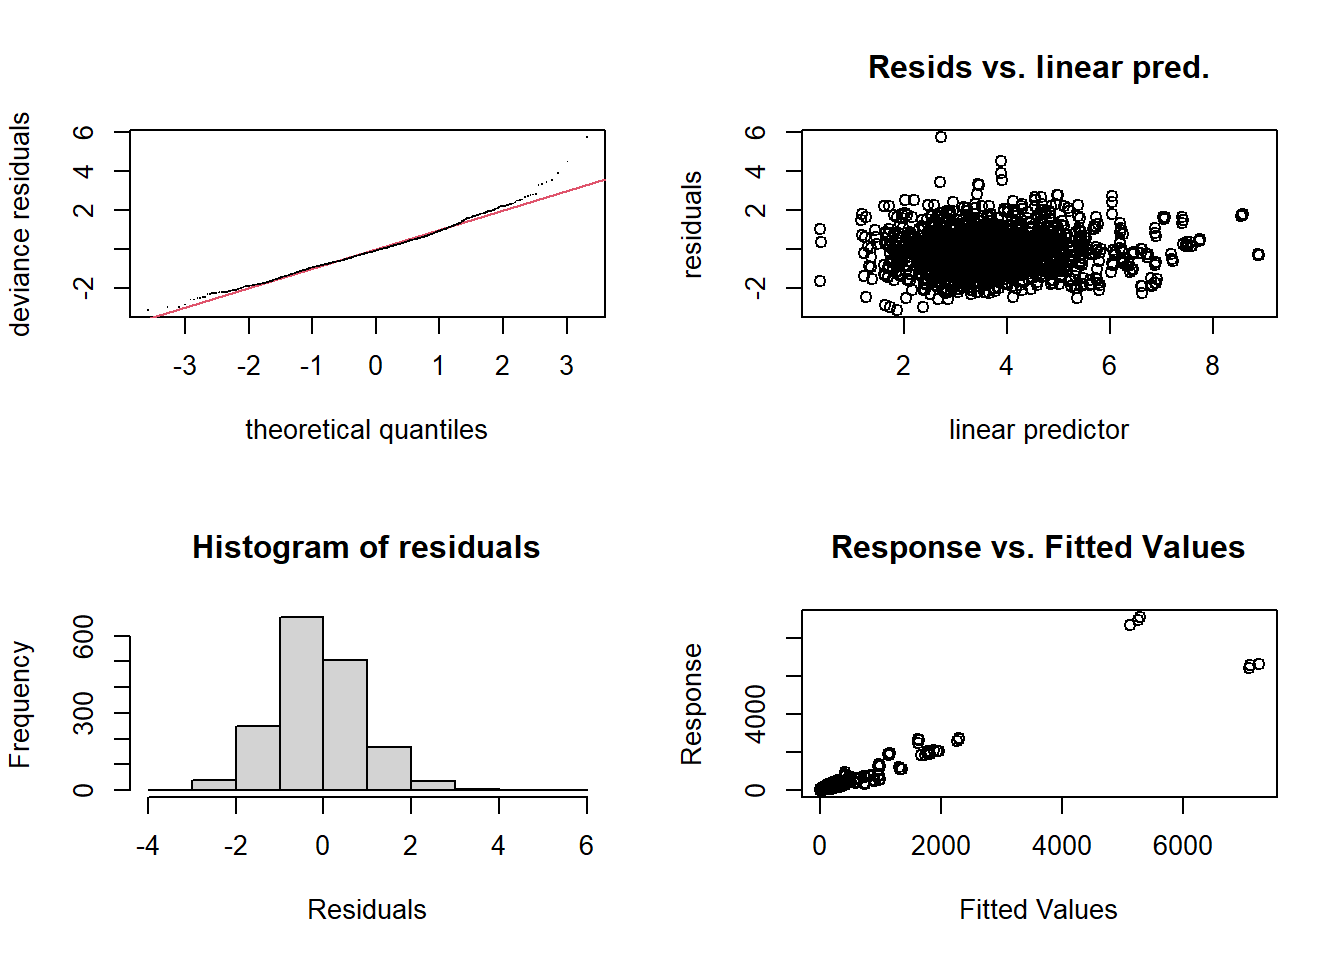 deviance residuals
6
4
2
-2
-3 -2 -1 0 1 2 3
theoretical quantiles
Resids vs. linear pred.
residuals
6
4
2
-2
2 4 6 8
linear predictor
Histogram of residuals
Frequency
600
300
0
-4 -2 0 2 4 6
Residuals
Response vs. Fitted Values
Response
4000
0
0 2000 4000 6000
Fitted Values